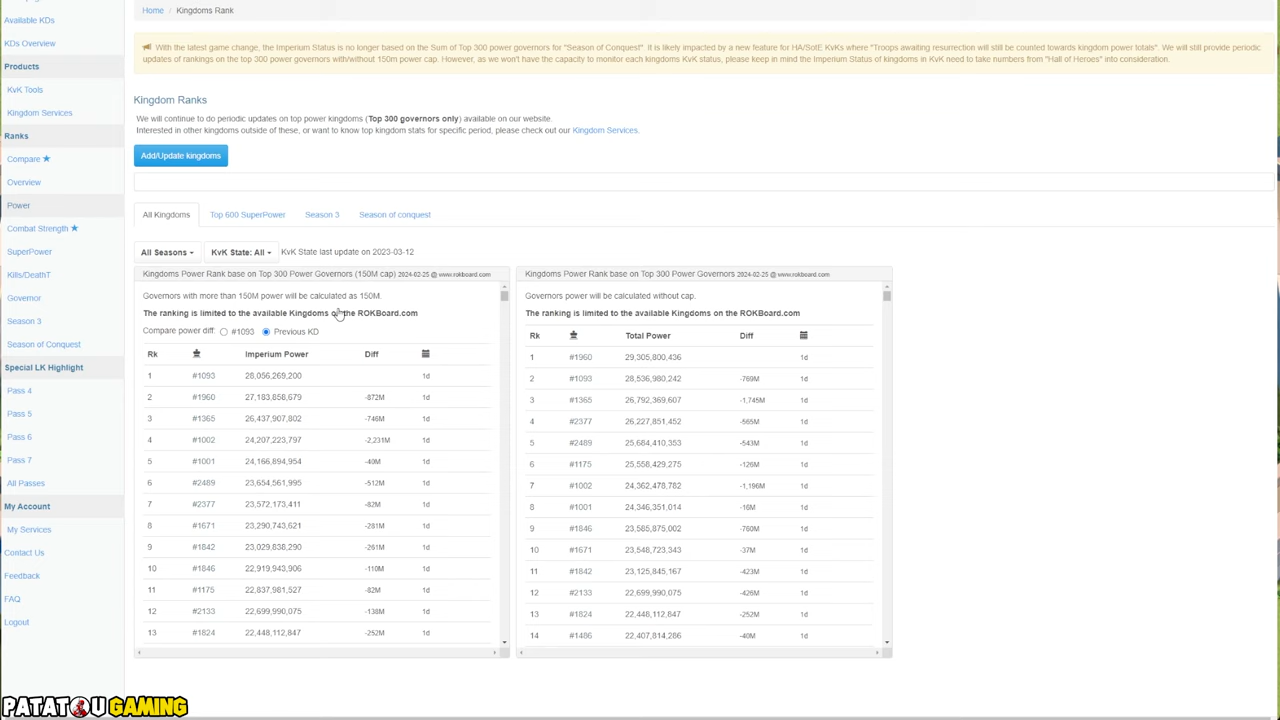 Available KDs
KDs Overview
Products
KvK Tools
Kingdom Services
Ranks
Compare ★
Overview
Power
Combat Strength ★
SuperPower
Kills/DeathT
Governor
Season 3
Season of Conquest
Special LK Highlight
Pass 4
Pass 5
Pass 6
Pass 7
All Passes
My Account
My Services
Contact Us
Feedback
FAQ
Logout
Home / Kingdoms Rank
With the latest game change, the Imperium Status is no longer based on the Sum of Top 300 power governors for "Season of Conquest". It is likely impacted by a new feature for HA/SotE KvKs where "Troops awaiting resurrection will still be counted towards kingdom power totals". We will still provide periodic
updates of rankings on the top 300 power governors with/without 150m power cap. However, as we won't have the capacity to monitor each kingdoms KvK status, please keep in mind the Imperium Status of kingdoms in KvK need to take numbers from "Hall of Heroes" into consideration.
Kingdom Ranks
We will continue to do periodic updates on top power kingdoms (Top 300 governors only) available on our website.
Interested in other kingdoms outside of these, or want to know top kingdom stats for specific period, please check out our Kingdom Services.
Add/Update kingdoms
All Kingdoms Top 600 SuperPower Season 3 Season of conquest
All Seasons KvK State: All KvK State last update on 2023-03-12
Kingdoms Power Rank base on Top 300 Power Governors (150M cap) 2024-02-25 @ www.rokboard.com
Governors with more than 150M power will be calculated as 150M.
The ranking is limited to the available Kingdoms on the ROKBoard.com
Compare power diff: #1093 Previous KD
Rk Imperium Power Diff
1 #1093 28,056,269,200 1d
2 #1960 27,183,858,679 -872M 1d
3 #1365 26,437,907,802 -746M 1d
4 #1002 24,207,223,797 -2,231M 1d
5 #1001 24,166,894,954 -40M 1d
6 #2489 23,654,561,995 -512M 1d
7 #2377 23,572,173,411 -82M 1d
8 #1671 23,290,743,621 -281M 1d
9 #1842 23,029,838,290 -261M 1d
10 #1846 22,919,943,906 -110M 1d
11 #1175 22,837,981,527 -82M 1d
12 #2133 22,699,990,075 -138M 1d
13 #1824 22,448,112,847 -252M 1d
Kingdoms Power Rank base on Top 300 Power Governors 2024-02-25 @ www.rokboard.com
Governors power will be calculated without cap.
The ranking is limited to the available Kingdoms on the ROKBoard.com
Rk Total Power Diff
1 #1960 29,305,800,436 1d
2 #1093 28,536,980,242 -769M 1d
3 #1365 26,792,369,607 -1,745M 1d
4 #2377 26,227,851,452 -565M 1d
5 #2489 25,684,410,353 -543M 1d
6 #1175 25,558,429,275 -126M 1d
7 #1002 24,362,478,782 -1,196M 1d
8 #1001 24,346,351,014 -16M 1d
9 #1846 23,585,875,002 -760M 1d
10 #1671 23,548,723,343 -37M 1d
11 #1842 23,125,845,167 -423M 1d
12 #2133 22,699,990,075 -426M 1d
13 #1824 22,448,112,847 -252M 1d
14 #1486 22,407,814,286 -40M 1d
PATATOU GAMING